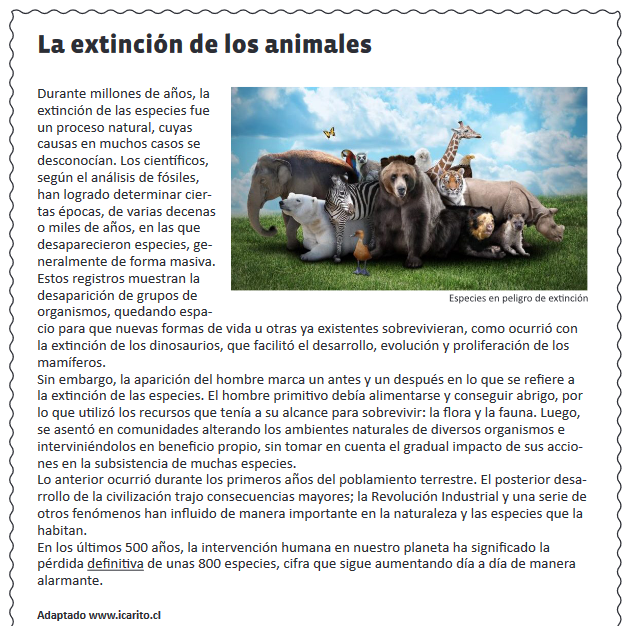 La extinción de los animales
Durante millones de años, la
extinción de las especies fue
un proceso natural, cuyas
causas en muchos casos se
desconocían. Los científicos,
según el análisis de fósiles,
han logrado determinar cier-
tas épocas, de varias decenas
o miles de años, en las que
desaparecieron especies, ge-
neralmente de forma masiva.
Estos registros muestran la
desaparición de grupos de
organismos, quedando espa-
Especies en peligro de extinción
cio para que nuevas formas de vida u otras ya existentes sobrevivieran, como ocurrió con
la extinción de los dinosaurios, que facilitó el desarrollo, evolución y proliferación de los
mamíferos.
Sin embargo, la aparición del hombre marca un antes y un después en lo que se refiere a
la extinción de las especies. El hombre primitivo debía alimentarse y conseguir abrigo, por
lo que utilizó los recursos que tenía a su alcance para sobrevivir: la flora y la fauna. Luego,
se asentó en comunidades alterando los ambientes naturales de diversos organismos e
interviniéndolos en beneficio propio, sin tomar en cuenta el gradual impacto de sus accio-
nes en la subsistencia de muchas especies.
Lo anterior ocurrió durante los primeros años del poblamiento terrestre. El posterior desa-
rrollo de la civilización trajo consecuencias mayores; la Revolución Industrial y una serie de
otros fenómenos han influido de manera importante en la naturaleza y las especies que la
habitan.
En los últimos 500 años, la intervención humana en nuestro planeta ha significado la
pérdida definitiva de unas 800 especies, cifra que sigue aumentando día a día de manera
alarmante.
Adaptado www.icarito.cl